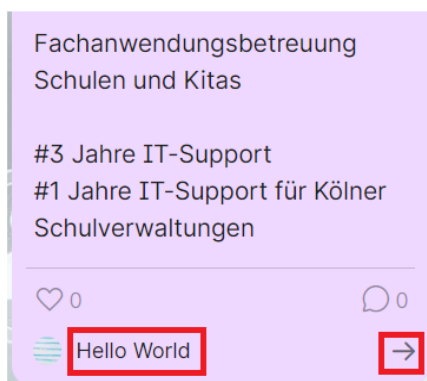 Fachanwendungsbetreuung
Schulen und Kitas
#3 Jahre IT-Support
#1 Jahre IT-Support für Kölner
Schulverwaltungen
0
0
Hello World